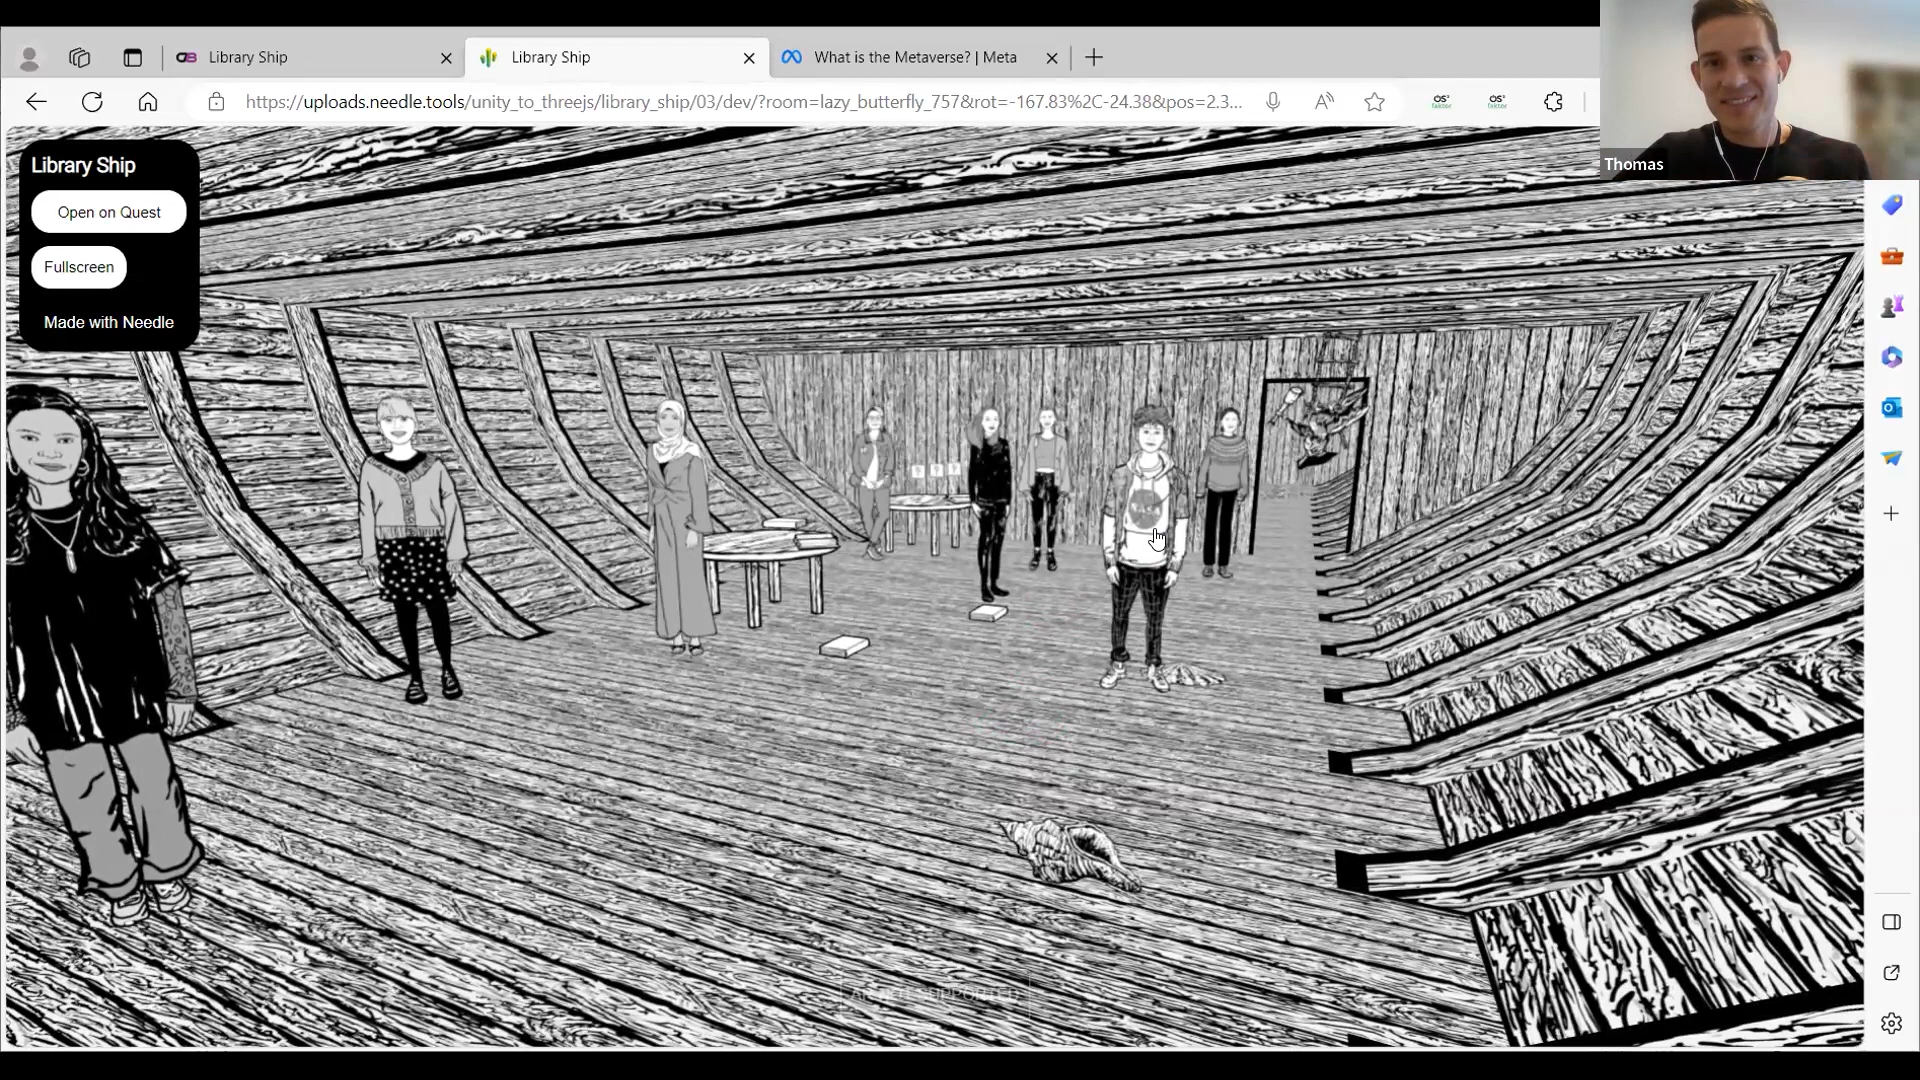 Library Ship
Library Ship
What is the Metaverse? | Meta
https://uploads.needle.tools/unity_to_threejs/library_ship/03/dev/?room=lazy_butterfly_757&rot=-167.83%2C-24.38&pos=2.3...
Thomas
Library Ship
Open on Quest
Fullscreen
Made with Needle
NASA